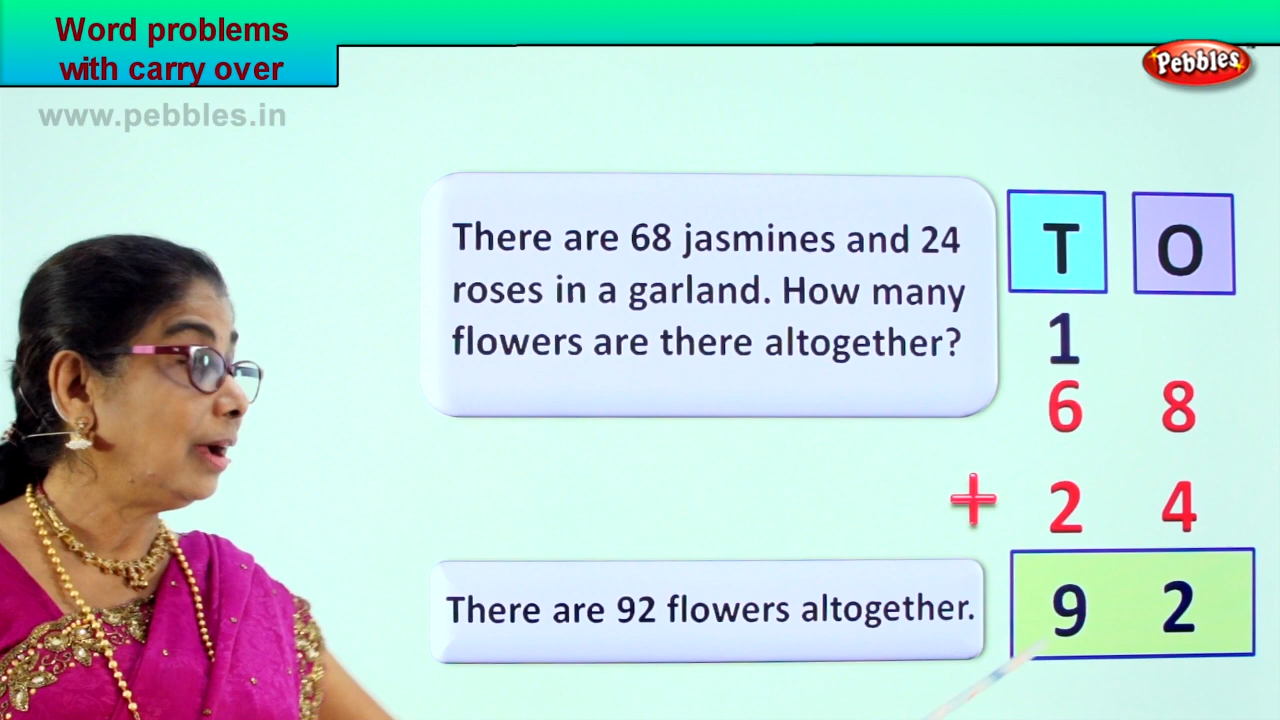 Word problems
with carry over
www.pebbles.in
Pebbles
There are 68 jasmines and 24
roses in a garland. How many
flowers are there altogether?
T O
1
6 8
+ 2 4
9 2
There are 92 flowers altogether.